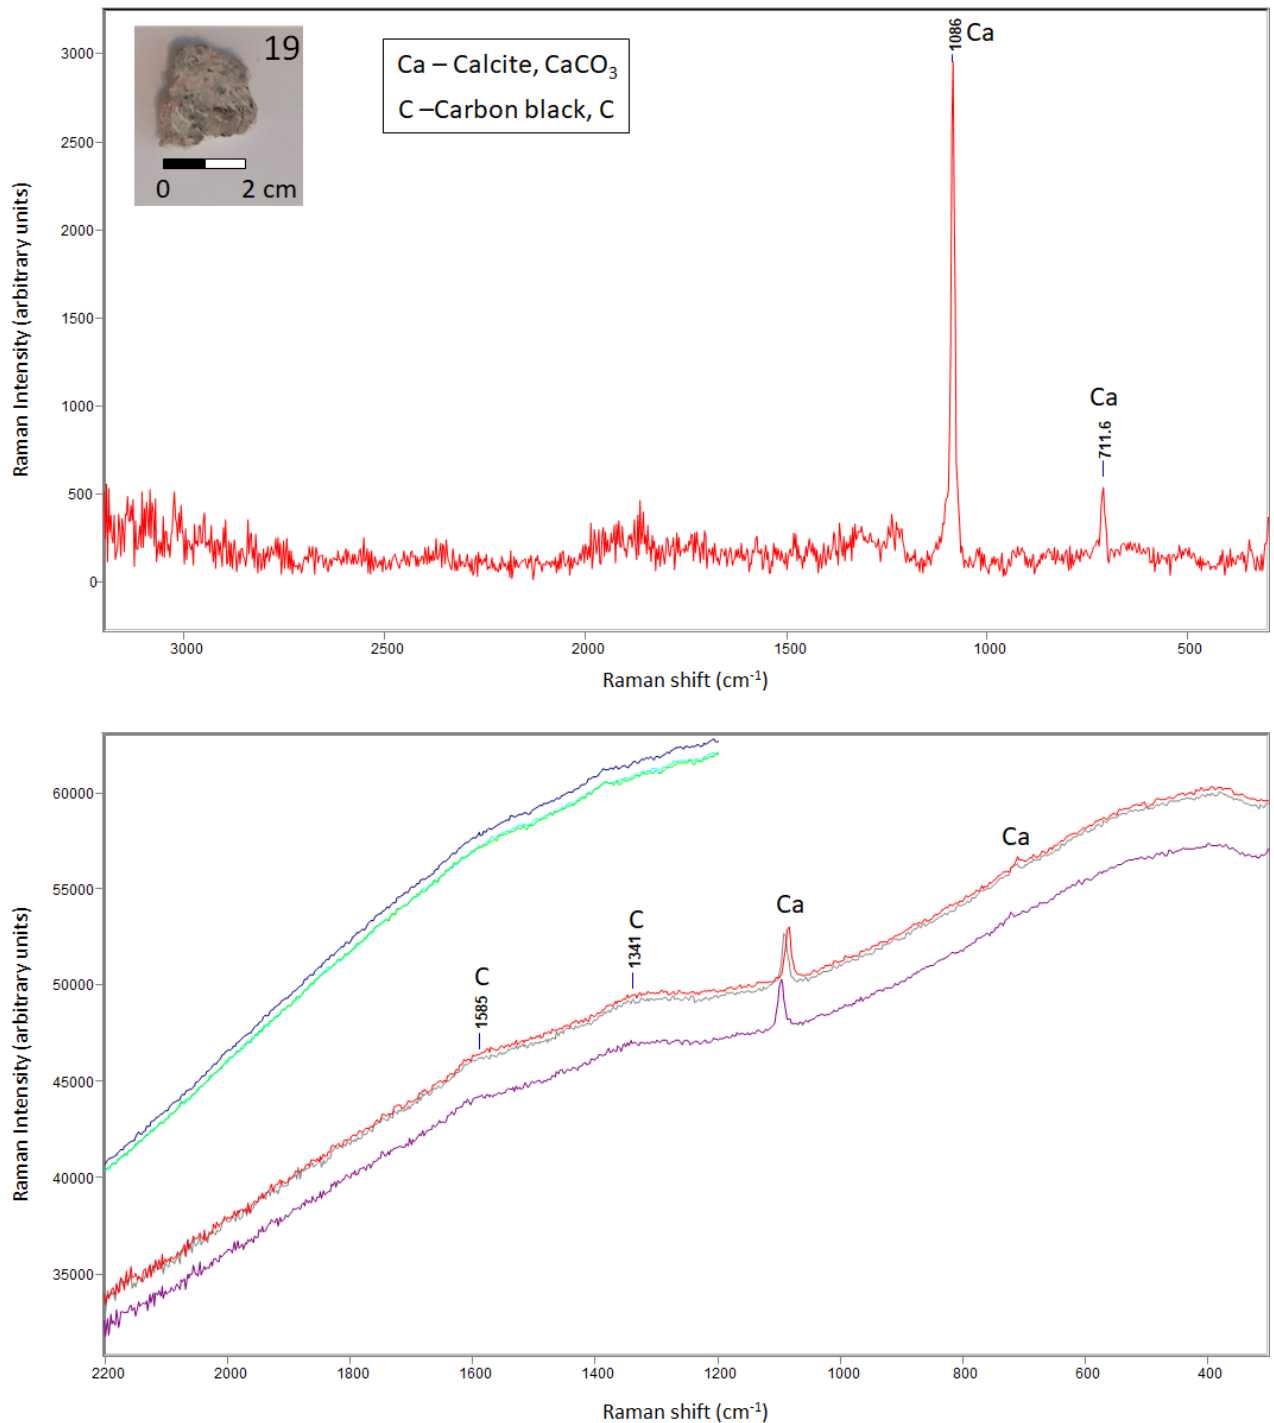 19
0 2 cm
Ca – Calcite, CaCO3
C –Carbon black, C
1086 Ca
Ca
711.6
Raman Intensity (arbitrary units)
3000
2500
2000
1500
1000
500
0
3000 2500 2000 1500 1000 500
Raman shift (cm-1)
Raman Intensity (arbitrary units)
60000
55000
50000
45000
40000
35000
C
1585
C
1341
Ca
Ca
2200 2000 1800 1600 1400 1200 1000 800 600 400
Raman shift (cm-1)